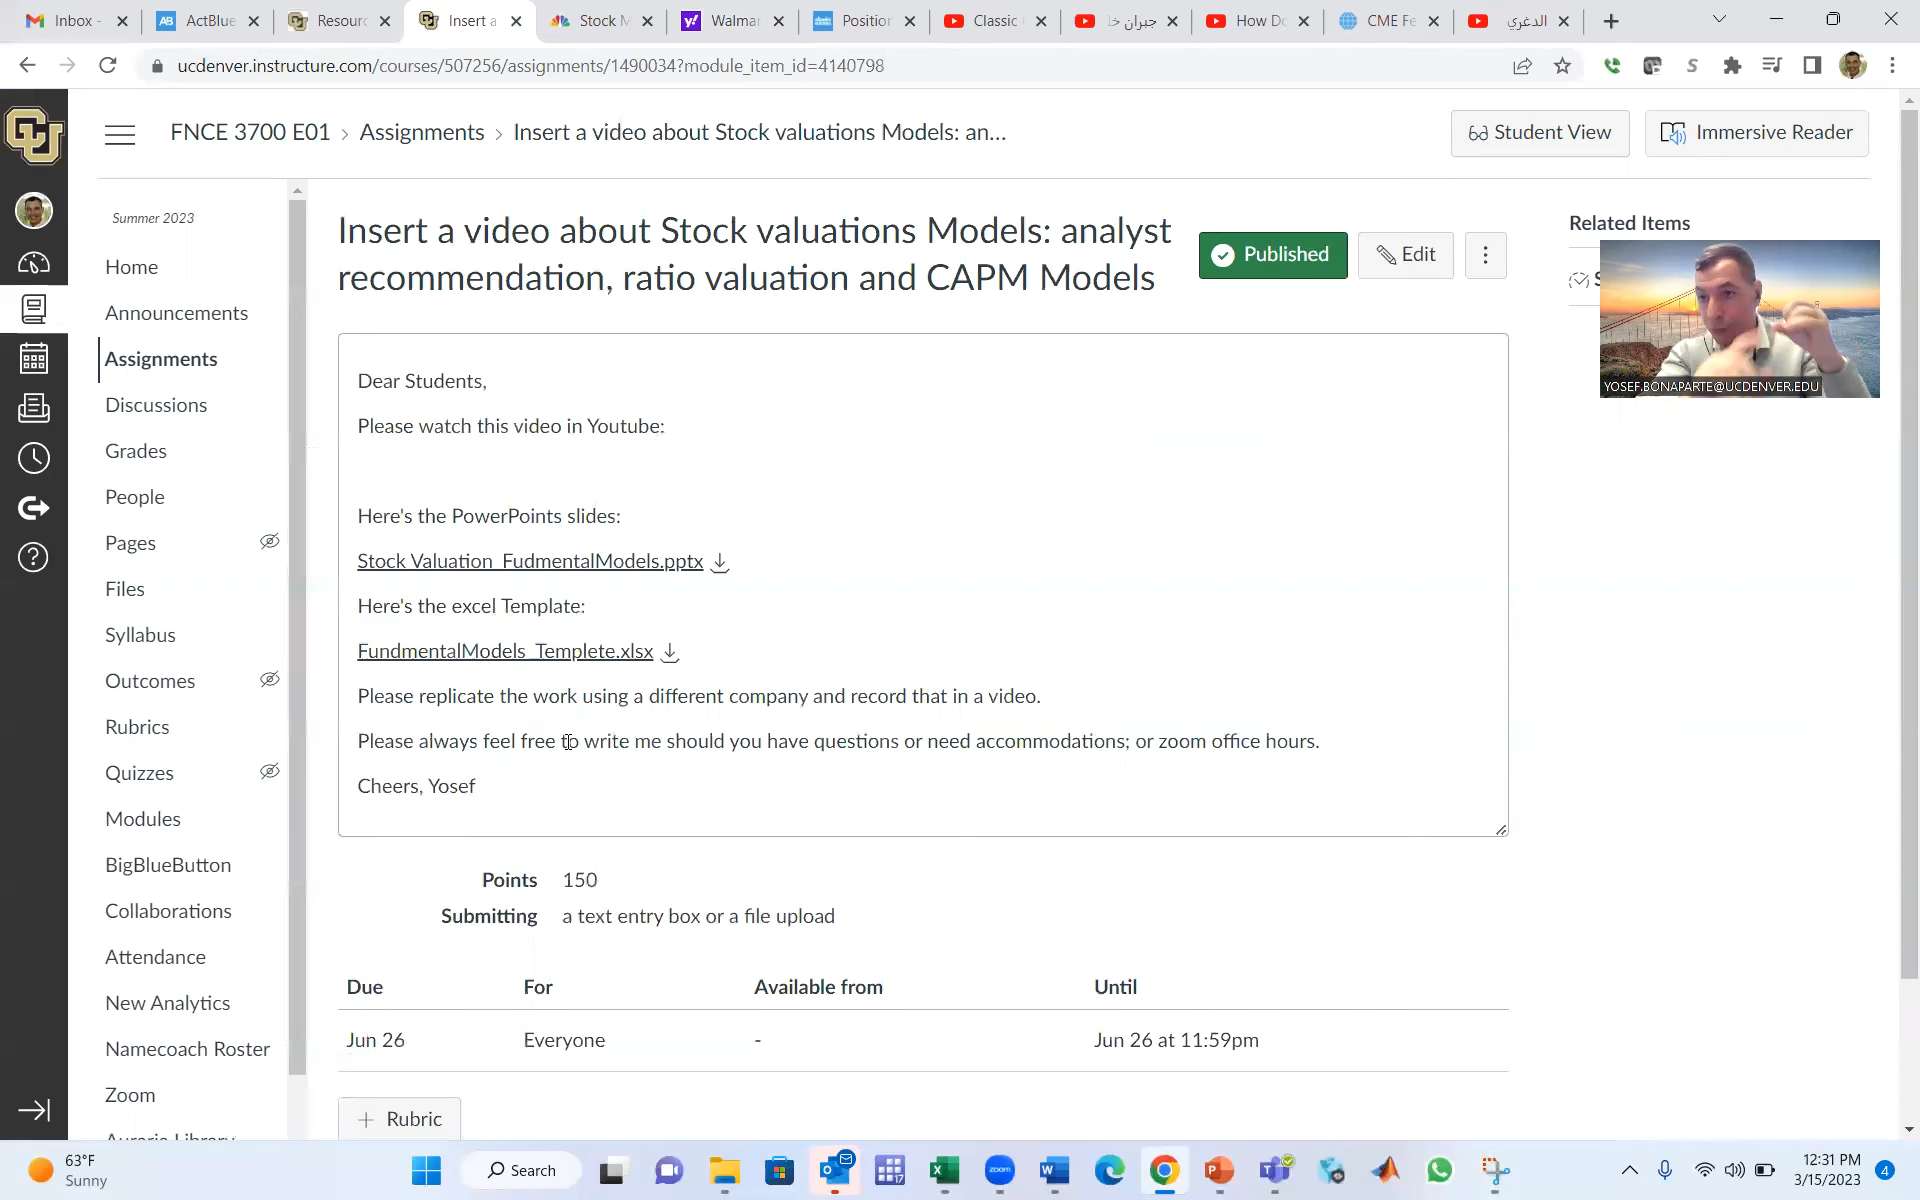 Inbox -
ActBlue
Resourc
Insert a
Stock M
Walmar
Position
Classic
جبران خا
How Do
CME Fe
الدغري
ucdenver.instructure.com/courses/507256/assignments/1490034?module_item_id=4140798
FNCE 3700 E01 › Assignments › Insert a video about Stock valuations Models: an...
Student View
Immersive Reader
Summer 2023
Home
Announcements
Assignments
Discussions
Grades
People
Pages
Files
Syllabus
Outcomes
Rubrics
Quizzes
Modules
BigBlueButton
Collaborations
Attendance
New Analytics
Namecoach Roster
Zoom
Insert a video about Stock valuations Models: analyst
recommendation, ratio valuation and CAPM Models
Published
Edit
Related Items
YOSEF.BONAPARTE@UCDENVER.EDU
Dear Students,
Please watch this video in Youtube:
Here's the PowerPoints slides:
Stock Valuation_FudmentalModels.pptx
Here's the excel Template:
FundmentalModels_Templete.xlsx
Please replicate the work using a different company and record that in a video.
Please always feel free to write me should you have questions or need accommodations; or zoom office hours.
Cheers, Yosef
Points 150
Submitting a text entry box or a file upload
Due For Available from Until
Jun 26 Everyone - Jun 26 at 11:59pm
+ Rubric
63°F
Sunny
Search
zoom
12:31 PM
3/15/2023
4